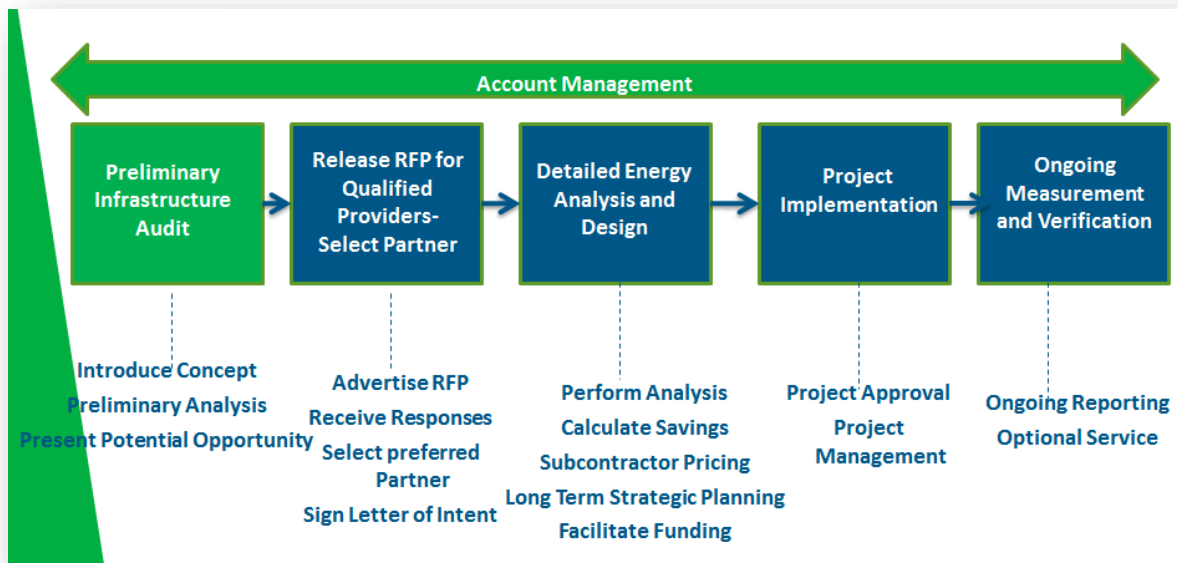 Account Management
Preliminary
Infrastructure
Audit
Release RFP for
Qualified
Providers-
Select Partner
Detailed Energy
Analysis and
Design
Project
Implementation
Ongoing
Measurement
and Verification
Introduce Concept
Preliminary Analysis
Present Potential Opportunity
Advertise RFP
Receive Responses
Select preferred
Partner
Sign Letter of Intent
Perform Analysis
Calculate Savings
Subcontractor Pricing
Long Term Strategic Planning
Facilitate Funding
Project Approval
Project
Management
Ongoing Reporting
Optional Service